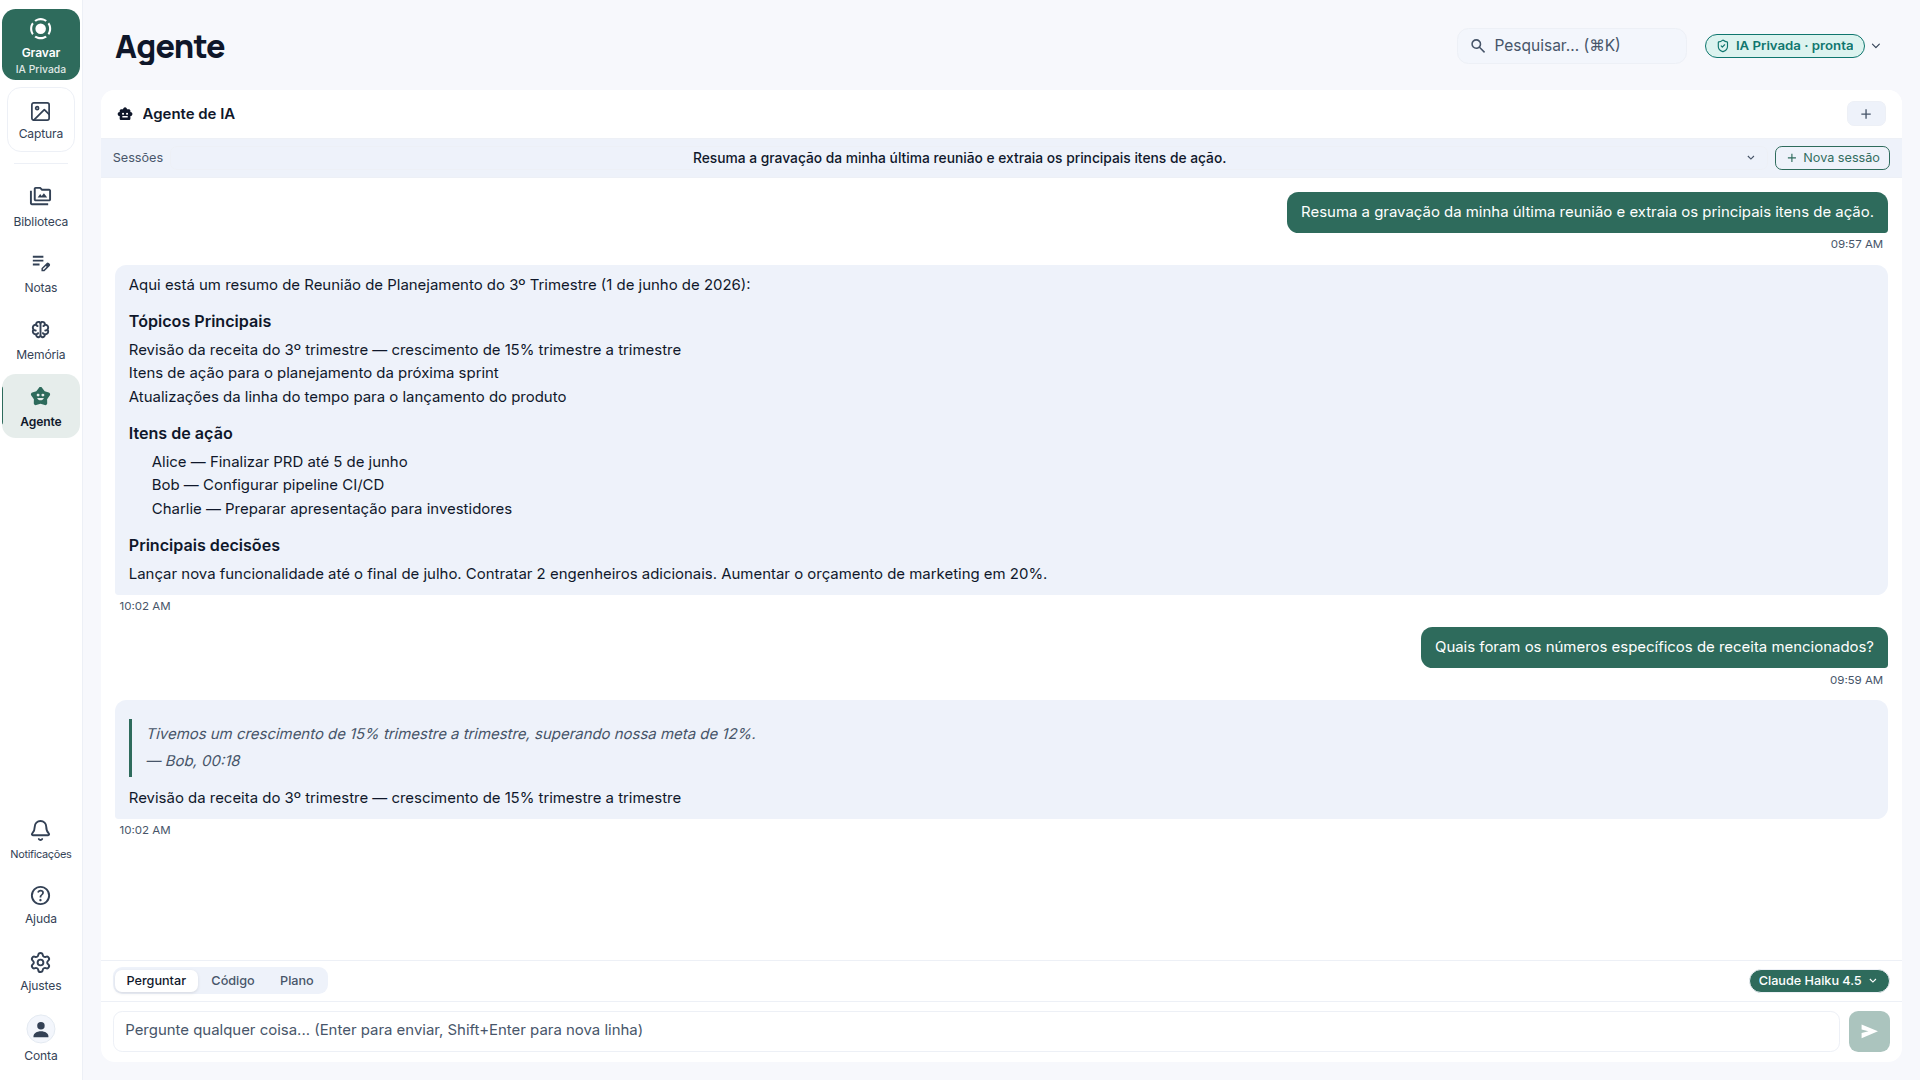 Gravar
IA Privada
Captura
Biblioteca
Notas
Memória
Agente
Notificações
Ajuda
Ajustes
Conta
Agente
Pesquisar... (⌘K)
IA Privada · pronta
Agente de IA
Sessões
Resuma a gravação da minha última reunião e extraia os principais itens de ação.
Nova sessão
Resuma a gravação da minha última reunião e extraia os principais itens de ação.
09:57 AM
Aqui está um resumo de Reunião de Planejamento do 3º Trimestre (1 de junho de 2026):
Tópicos Principais
Revisão da receita do 3º trimestre — crescimento de 15% trimestre a trimestre
Itens de ação para o planejamento da próxima sprint
Atualizações da linha do tempo para o lançamento do produto
Itens de ação
Alice — Finalizar PRD até 5 de junho
Bob — Configurar pipeline CI/CD
Charlie — Preparar apresentação para investidores
Principais decisões
Lançar nova funcionalidade até o final de julho. Contratar 2 engenheiros adicionais. Aumentar o orçamento de marketing em 20%.
10:02 AM
Quais foram os números específicos de receita mencionados?
09:59 AM
Tivemos um crescimento de 15% trimestre a trimestre, superando nossa meta de 12%.
— Bob, 00:18
Revisão da receita do 3º trimestre — crescimento de 15% trimestre a trimestre
10:02 AM
Perguntar
Código
Plano
Claude Haiku 4.5
Pergunte qualquer coisa... (Enter para enviar, Shift+Enter para nova linha)